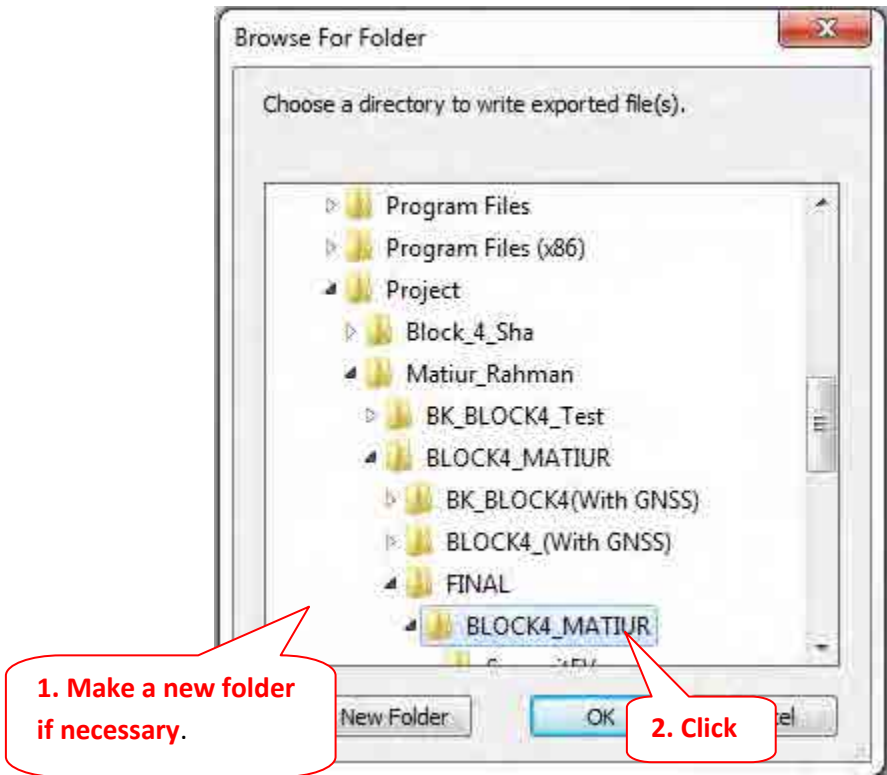 Browse For Folder
Choose a directory to write exported file(s).
Program Files
Program Files (x86)
Project
Block_4_Sha
Matiur_Rahman
BK_BLOCK4_Test
BLOCK4_MATIUR
BK_BLOCK4(With GNSS)
BLOCK4_(With GNSS)
FINAL
BLOCK4_MATIUR
1. Make a new folder
if necessary.
New Folder
OK
2. Click